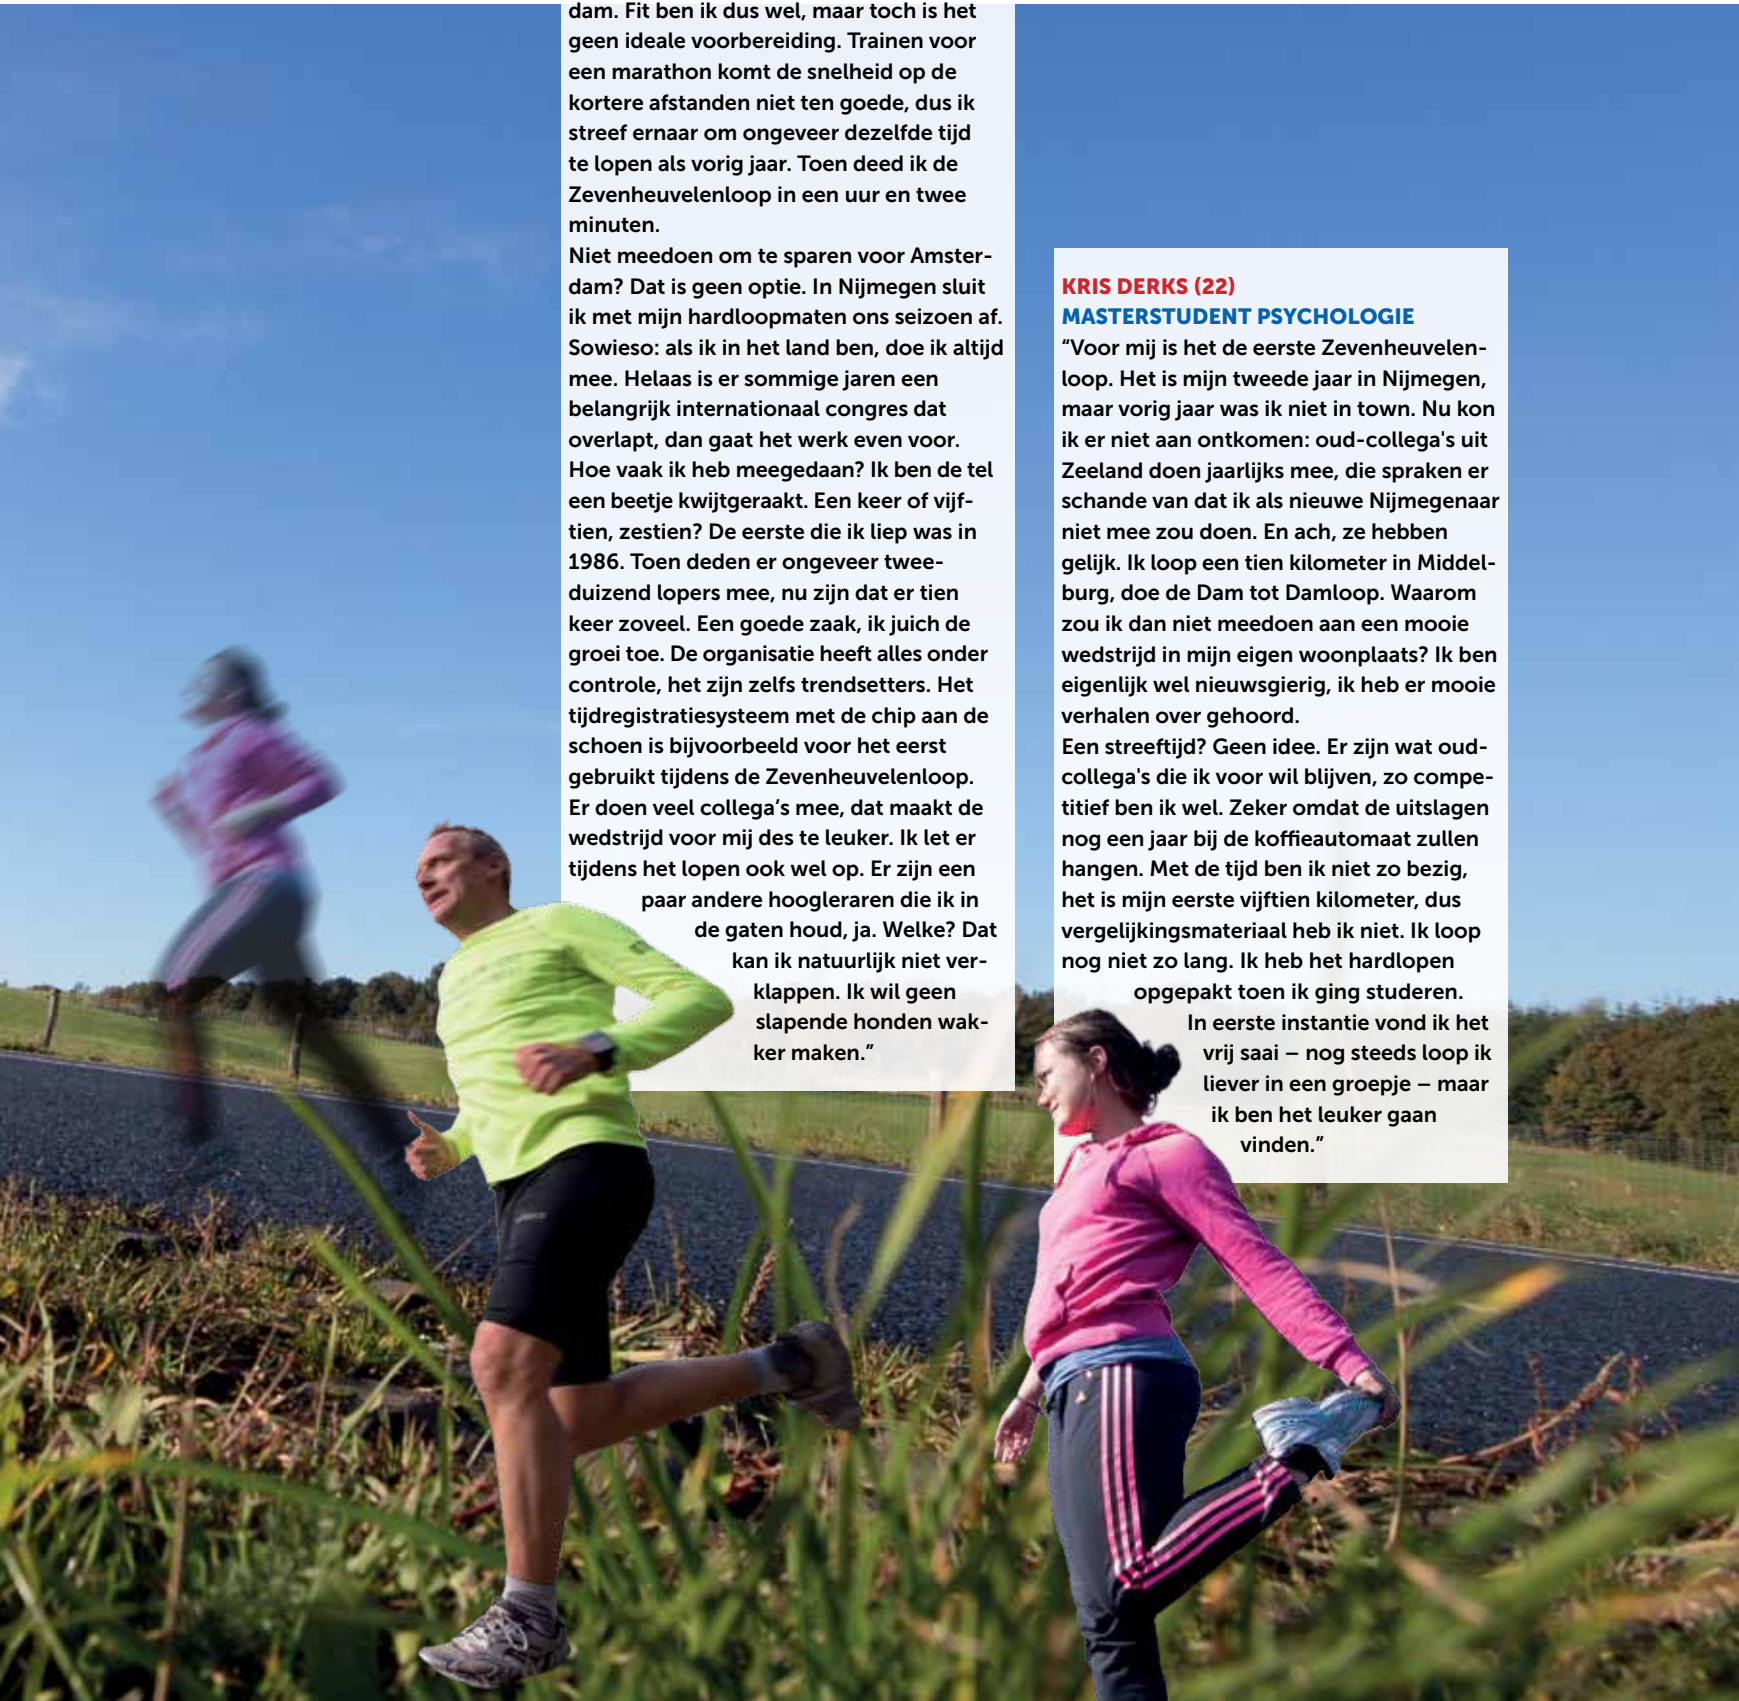 dam. Fit ben ik dus wel, maar toch is het
geen ideale voorbereiding. Trainen voor
een marathon komt de snelheid op de
kortere afstanden niet ten goede, dus ik
streef ernaar om ongeveer dezelfde tijd
te lopen als vorig jaar. Toen deed ik de
Zevenheuvelenloop in een uur en twee
minuten.
Niet meedoen om te sparen voor Amster-
dam? Dat is geen optie. In Nijmegen sluit
ik met mijn hardloopmaten ons seizoen af.
Sowieso: als ik in het land ben, doe ik altijd
mee. Helaas is er sommige jaren een
belangrijk internationaal congres dat
overlapt, dan gaat het werk even voor.
Hoe vaak ik heb meegedaan? Ik ben de tel
een beetje kwijtgeraakt. Een keer of vijf-
tien, zestien? De eerste die ik liep was in
1986. Toen deden er ongeveer twee-
duizend lopers mee, nu zijn dat er tien
keer zoveel. Een goede zaak, ik juich de
groei toe. De organisatie heeft alles onder
controle, het zijn zelfs trendsetters. Het
tijdregistratiesysteem met de chip aan de
schoen is bijvoorbeeld voor het eerst
gebruikt tijdens de Zevenheuvelenloop.
Er doen veel collega’s mee, dat maakt de
wedstrijd voor mij des te leuker. Ik let er
tijdens het lopen ook wel op. Er zijn een
paar andere hoogleraren die ik in
de gaten houd, ja. Welke? Dat
kan ik natuurlijk niet ver-
klappen. Ik wil geen
slapende honden wak-
ker maken.”
KRIS DERKS (22)
MASTERSTUDENT PSYCHOLOGIE
“Voor mij is het de eerste Zevenheuvelen-
loop. Het is mijn tweede jaar in Nijmegen,
maar vorig jaar was ik niet in town. Nu kon
ik er niet aan ontkomen: oud-collega's uit
Zeeland doen jaarlijks mee, die spraken er
schande van dat ik als nieuwe Nijmegenaar
niet mee zou doen. En ach, ze hebben
gelijk. Ik loop een tien kilometer in Middel-
burg, doe de Dam tot Damloop. Waarom
zou ik dan niet meedoen aan een mooie
wedstrijd in mijn eigen woonplaats? Ik ben
eigenlijk wel nieuwsgierig, ik heb er mooie
verhalen over gehoord.
Een streeftijd? Geen idee. Er zijn wat oud-
collega's die ik voor wil blijven, zo compe-
titief ben ik wel. Zeker omdat de uitslagen
nog een jaar bij de koffieautomaat zullen
hangen. Met de tijd ben ik niet zo bezig,
het is mijn eerste vijftien kilometer, dus
vergelijkingsmateriaal heb ik niet. Ik loop
nog niet zo lang. Ik heb het hardlopen
opgepakt toen ik ging studeren.
In eerste instantie vond ik het
vrij saai – nog steeds loop ik
liever in een groepje – maar
ik ben het leuker gaan
vinden.”